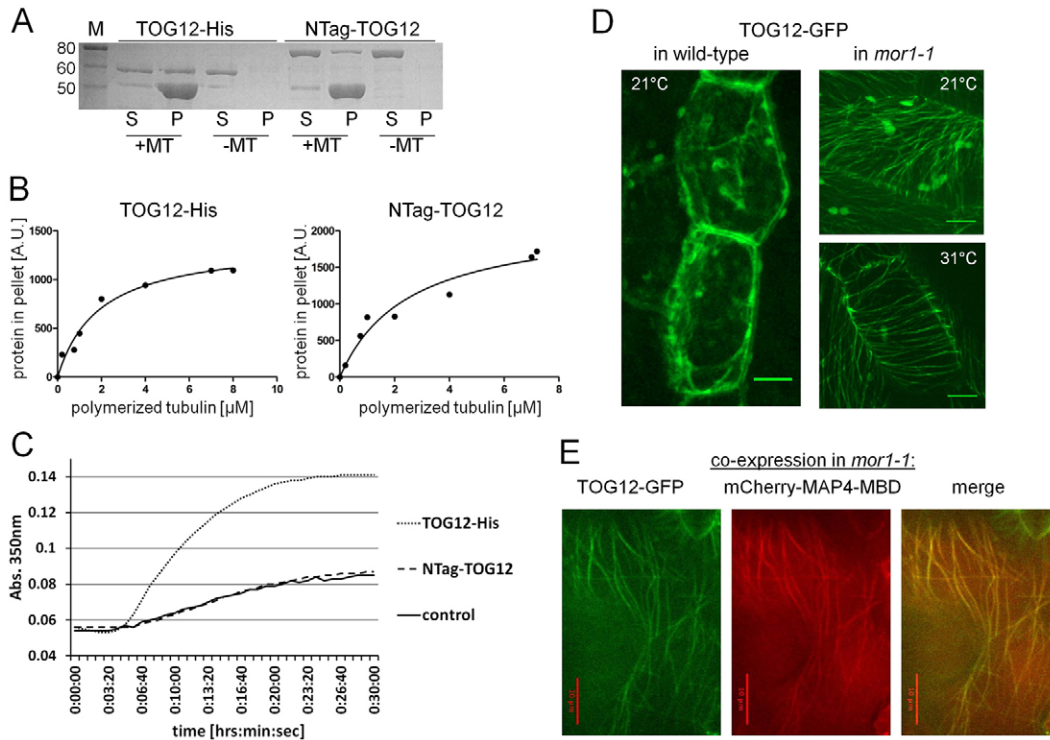 A
M
TOG12-His
NTag-TOG12
80
60
50
S P S P S P S P
+MT -MT +MT -MT
B
TOG12-His
protein in pellet [A.U.]
1500
1000
500
0
0 2 4 6 8 10
polymerized tubulin [µM]
NTag-TOG12
protein in pellet [A.U.]
2000
1500
1000
500
0
0 2 4 6 8
polymerized tubulin [µM]
C
Abs. 350nm
0.14
0.12
0.1
0.08
0.06
0.04
0:00:00
0:03:20
0:06:40
0:10:00
0:13:20
0:16:40
0:20:00
0:23:20
0:26:40
0:30:00
time [hrs:min:sec]
TOG12-His
NTag-TOG12
control
D
TOG12-GFP
in wild-type
in mor1-1
21°C
21°C
31°C
E
co-expression in mor1-1:
TOG12-GFP
mCherry-MAP4-MBD
merge
10 µm
10 µm
10 µm